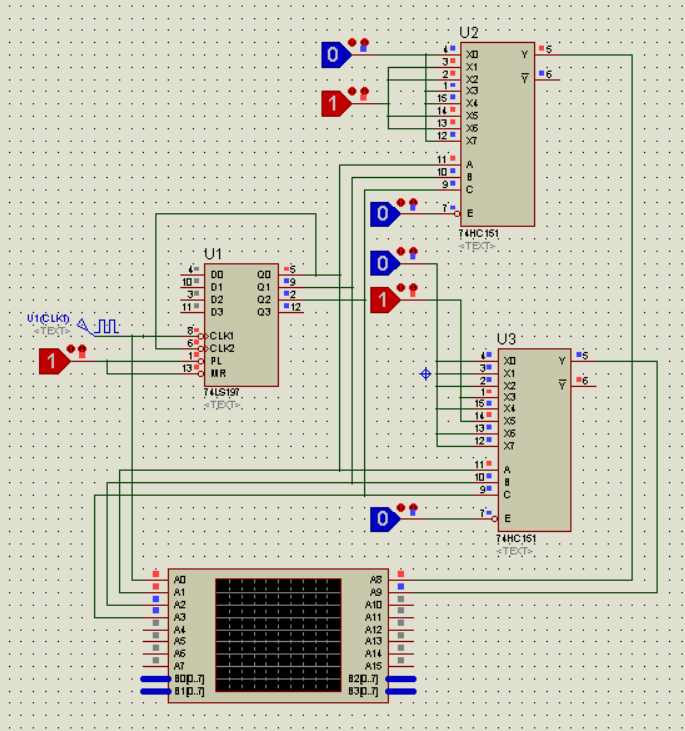 U2
0
4 X0 Y 5
3 X1
2 X2 Y 6
1 X3
1 15 X4
14 X5
13 X6
12 X7
11 A
10 B
9 C
0 7 E
74HC151
<TEXT>
0
1
U1
4 D0 Q0 5
10 D1 Q1 9
3 D2 Q2 2
11 D3 Q3 12
U1(CLK1)
<TEXT>
8 CLK1
6 CLK2
1 1 PL
13 MR
74LS197
<TEXT>
U3
4 X0 Y 5
3 X1
2 X2 Y 6
1 X3
15 X4
14 X5
13 X6
12 X7
11 A
10 B
9 C
0 7 E
74HC151
<TEXT>
A0 A8
A1 A9
A2 A10
A3 A11
A4 A12
A5 A13
A6 A14
A7 A15
B0[0..7] B2[0..7]
B1[0..7] B3[0..7]